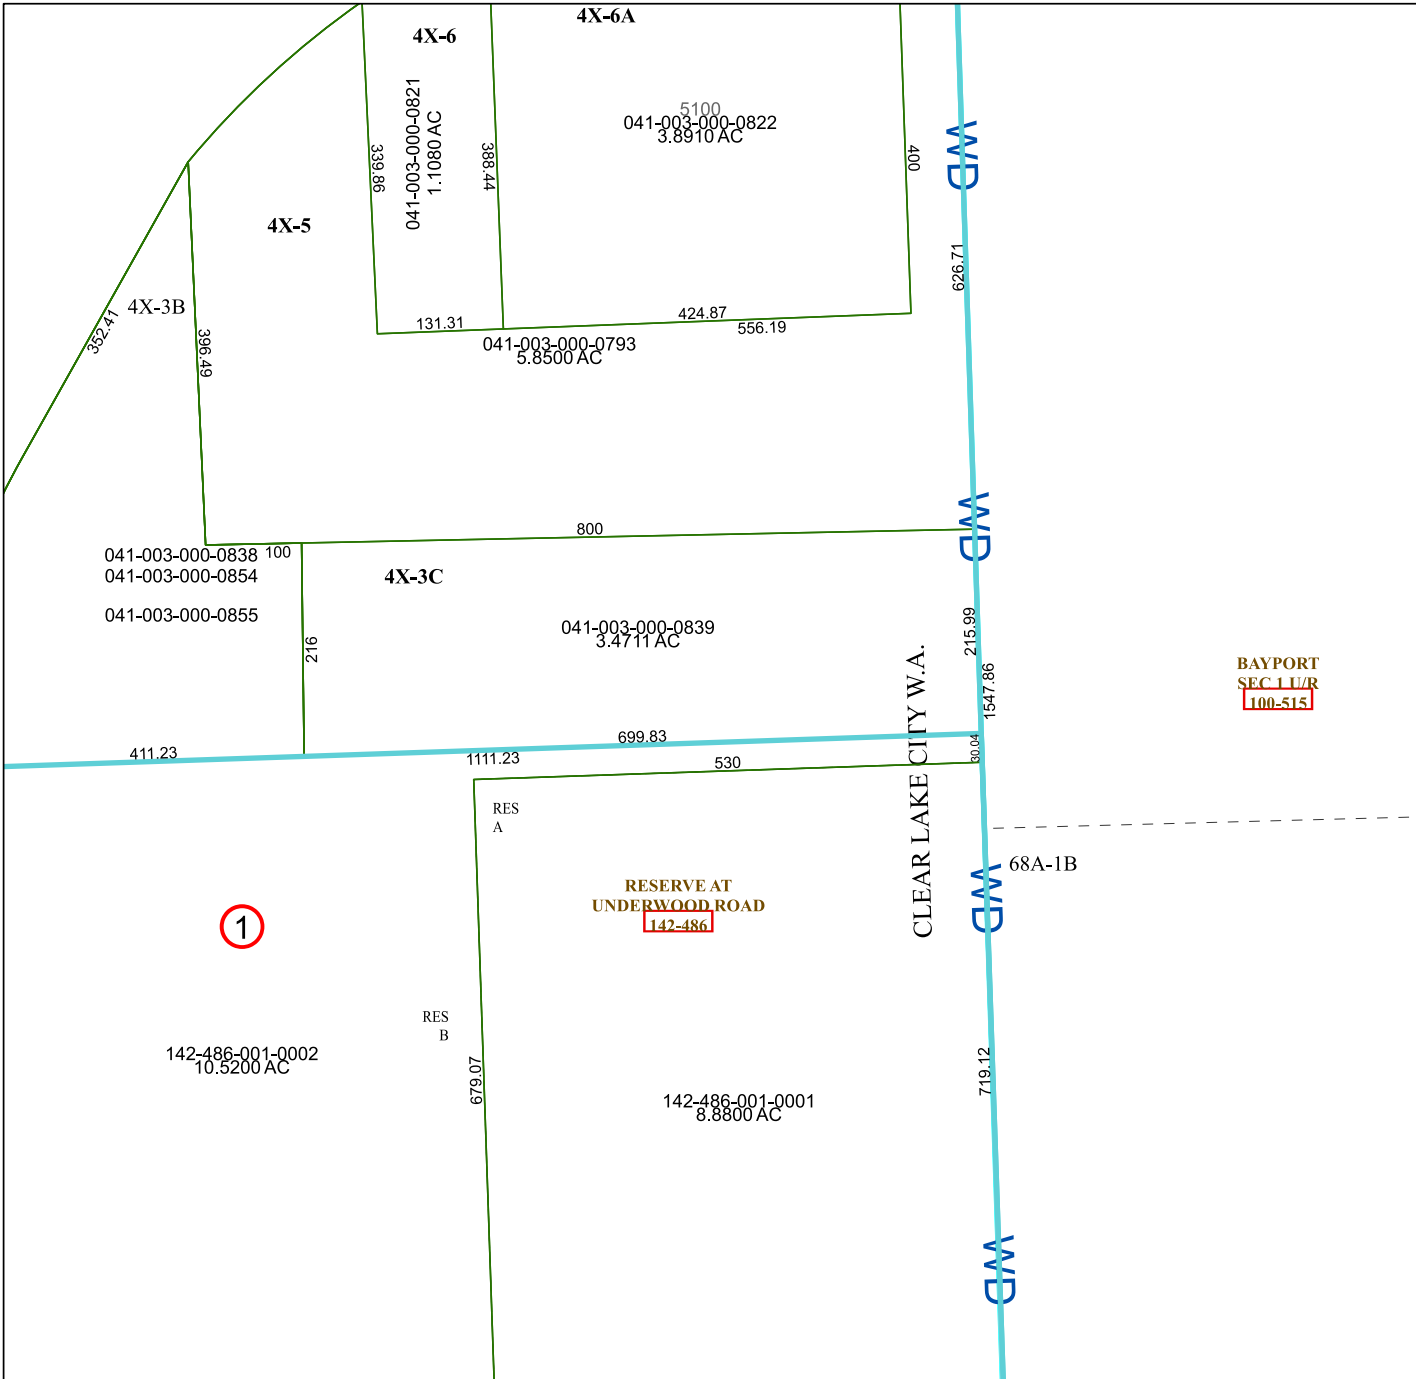 4X-6A
4X-6
5100
041-003-000-0822
3.8910 AC
041-003-000-0821
1.1080 AC
339.86
388.44
400
WD
4X-5
626.71
4X-3B
352.41
396.49
131.31
424.87
556.19
041-003-000-0793
5.8500 AC
WD
800
100
041-003-000-0838
041-003-000-0854
041-003-000-0855
4X-3C
216
041-003-000-0839
3.4711 AC
215.99
1547.86
CLEAR LAKE CITY W.A.
BAYPORT
SEC 1 U/R
100-515
411.23
699.83
1111.23
530
30.04
RES
A
68A-1B
WD
RESERVE AT
UNDERWOOD ROAD
142-486
1
RES
B
142-486-001-0002
10.5200 AC
679.07
719.12
142-486-001-0001
8.8800 AC
WD